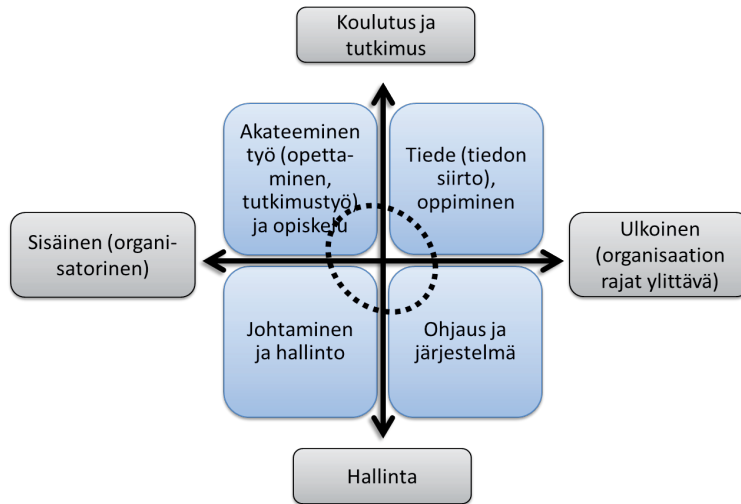 Koulutus ja
tutkimus
Akateeminen
työ (opetta-
minen,
tutkimustyö)
ja opiskelu
Tiede (tiedon
siirto),
oppiminen
Sisäinen (organi-
satorinen)
Ulkoinen
(organisaation
rajat ylittävä)
Johtaminen
ja hallinto
Ohjaus ja
järjestelmä
Hallinta